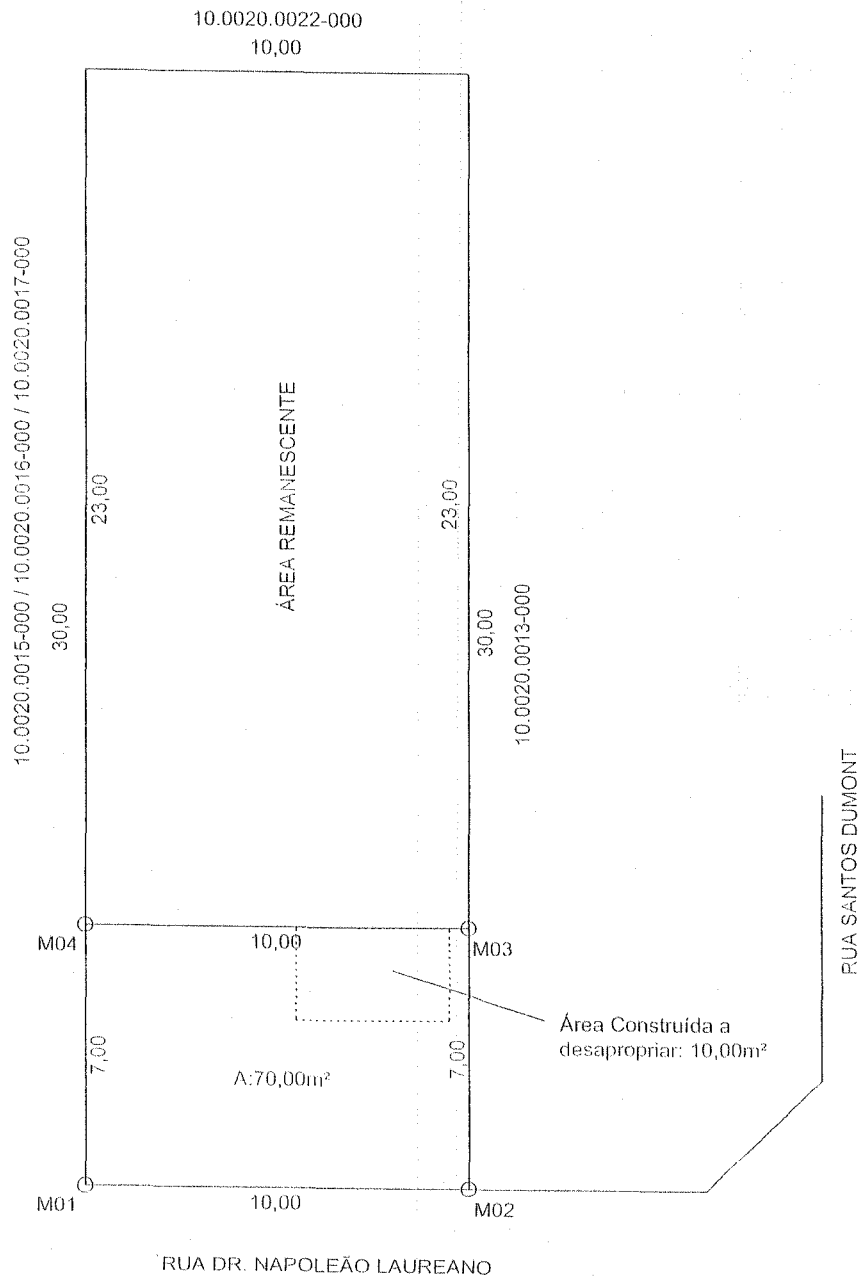 10.0020.0022-000
10,00
10.0020.0015-000 / 10.0020.0016-000 / 10.0020.0017-000
30,00
23,00
ÁREA REMANESCENTE
23,00
30,00
10.0020.0013-000
RUA SANTOS DUMONT
M04
10,00
M03
7,00
A:70,00m²
7,00
Área Construída a
desapropriar: 10,00m²
M01
10,00
M02
RUA DR. NAPOLEÃO LAUREANO